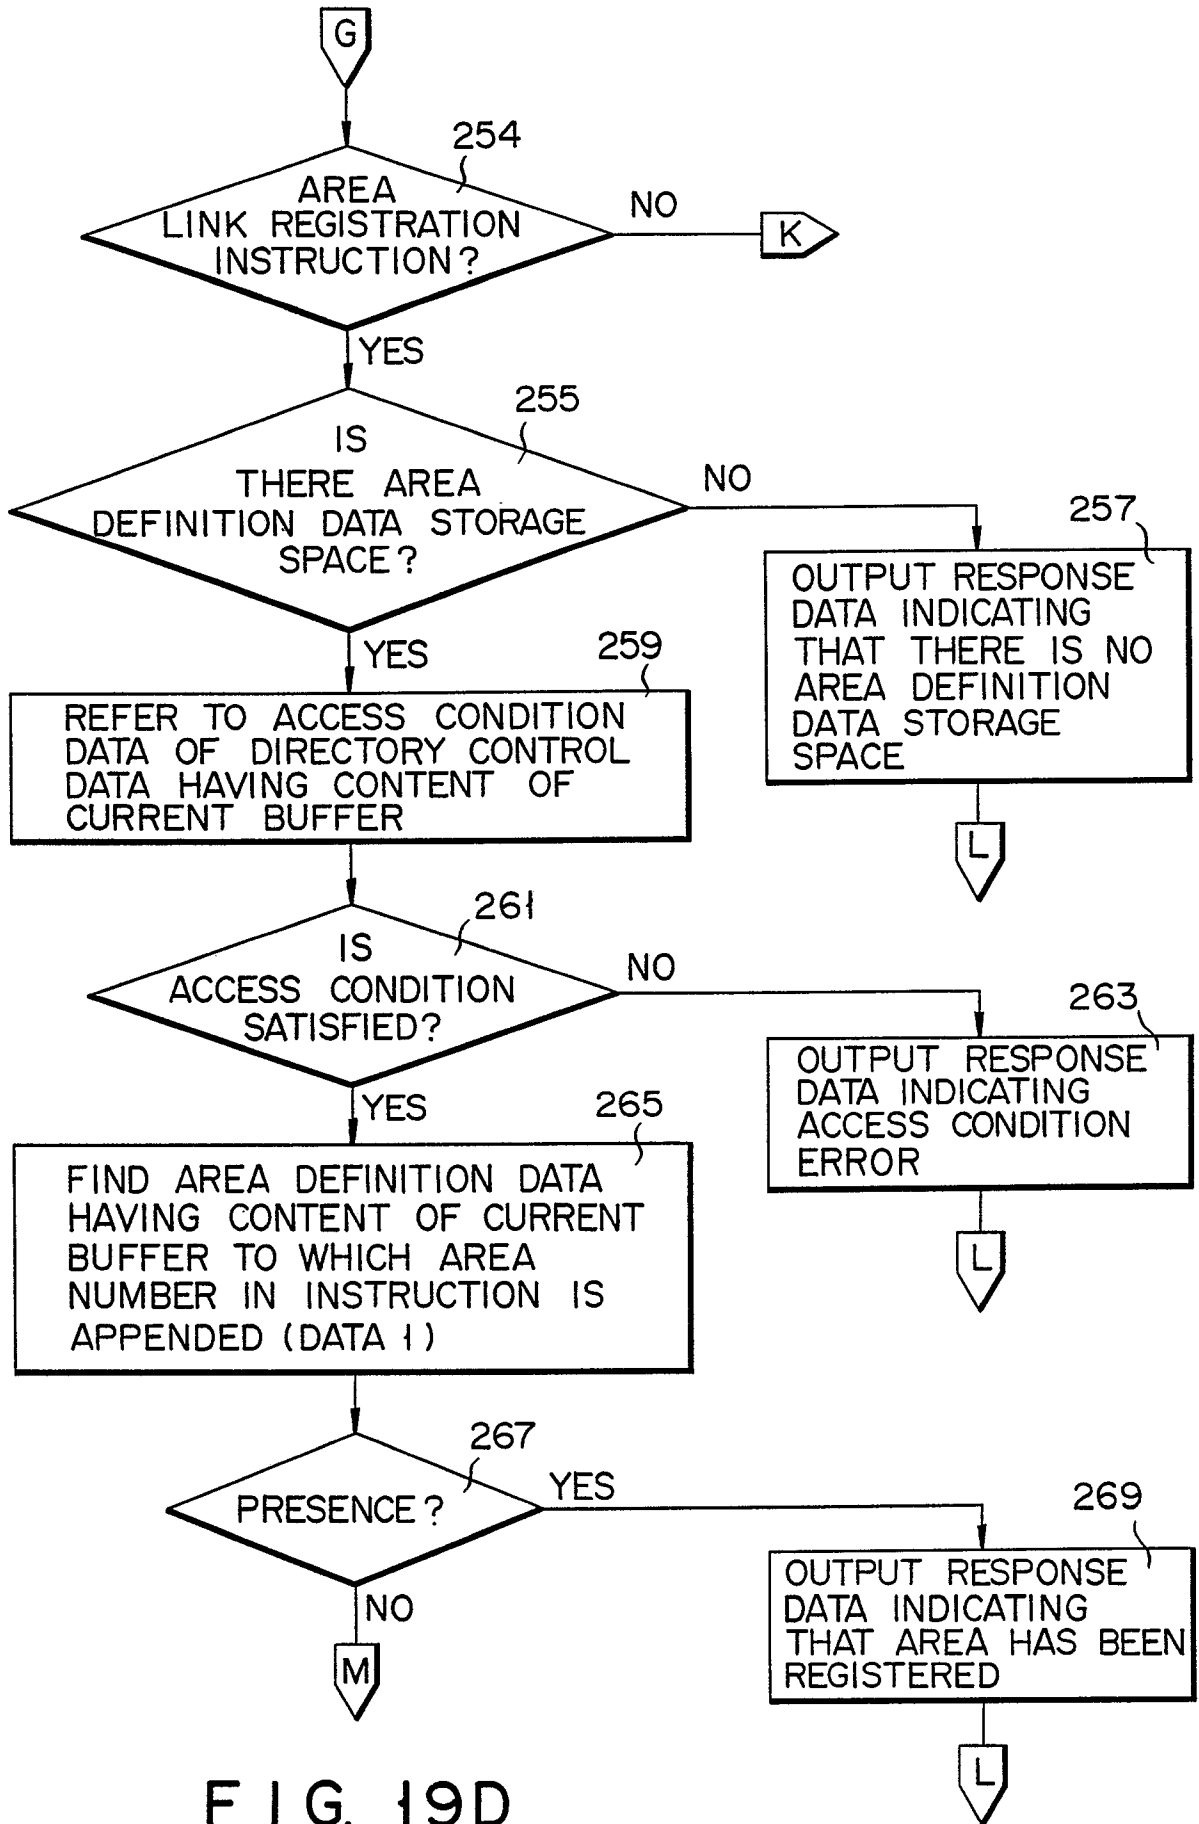 G
254
AREA
LINK REGISTRATION
INSTRUCTION?
NO
K
YES
255
IS
THERE AREA
DEFINITION DATA STORAGE
SPACE?
NO
257
OUTPUT RESPONSE
DATA INDICATING
THAT THERE IS NO
AREA DEFINITION
DATA STORAGE
SPACE
L
YES
259
REFER TO ACCESS CONDITION
DATA OF DIRECTORY CONTROL
DATA HAVING CONTENT OF
CURRENT BUFFER
261
IS
ACCESS CONDITION
SATISFIED?
NO
263
OUTPUT RESPONSE
DATA INDICATING
ACCESS CONDITION
ERROR
L
YES
265
FIND AREA DEFINITION DATA
HAVING CONTENT OF CURRENT
BUFFER TO WHICH AREA
NUMBER IN INSTRUCTION IS
APPENDED (DATA 1)
267
PRESENCE?
YES
269
OUTPUT RESPONSE
DATA INDICATING
THAT AREA HAS BEEN
REGISTERED
L
NO
M
FIG. 19D